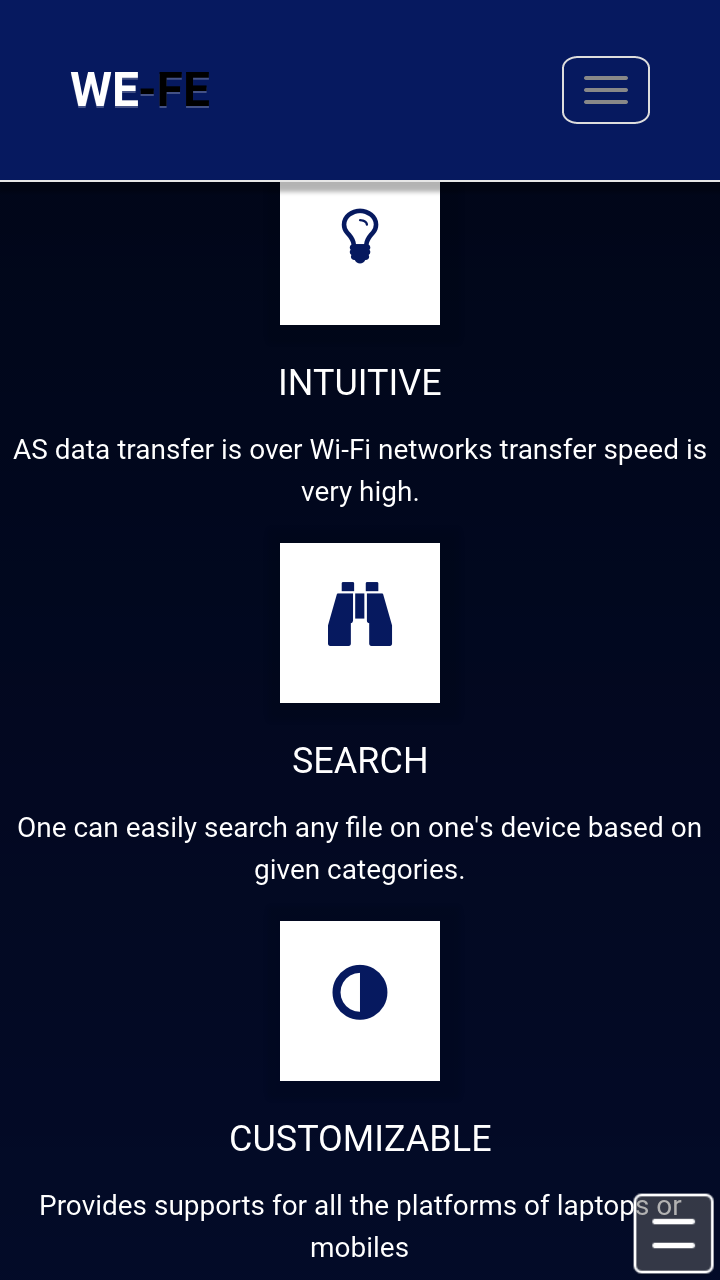 WE-FE
INTUITIVE
AS data transfer is over Wi-Fi networks transfer speed is
very high.
SEARCH
One can easily search any file on one's device based on
given categories.
CUSTOMIZABLE
Provides supports for all the platforms of laptops or
mobiles